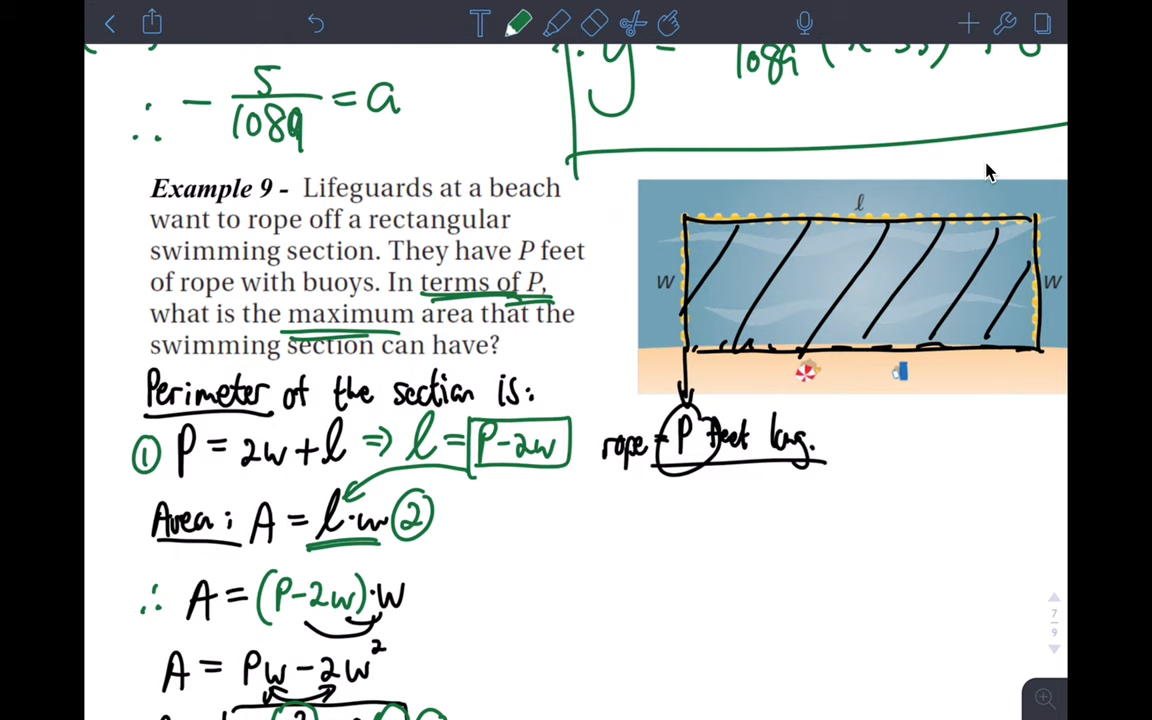 ∴ - 5/1089 = a
Example 9 - Lifeguards at a beach
want to rope off a rectangular
swimming section. They have P feet
of rope with buoys. In terms of P,
what is the maximum area that the
swimming section can have?
l
w
w
Perimeter of the section is:
① P = 2w + l ⇒ l = P-2w
rope = P feet long.
Area: A = l·w ②
∴ A = (P-2w)·w
A = Pw - 2w²
T
7
9